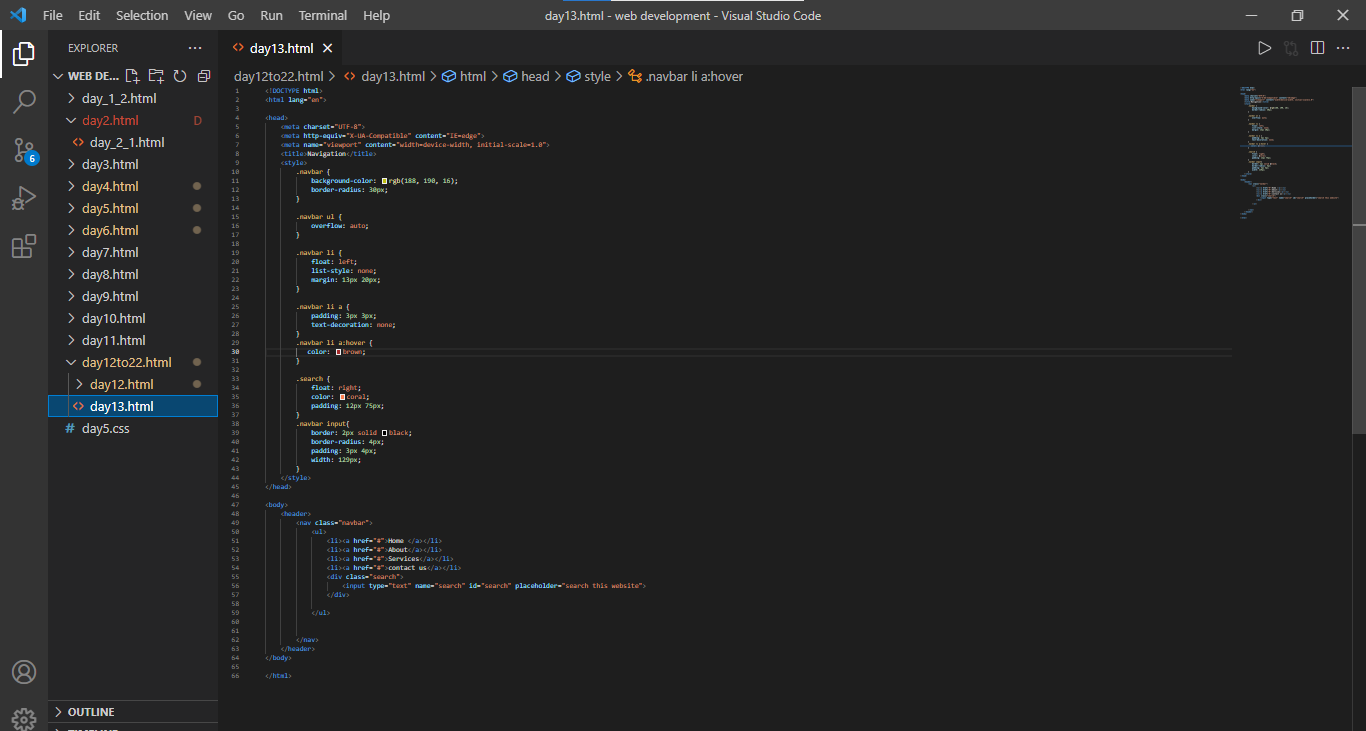 File Edit Selection View Go Run Terminal Help
day13.html - web development - Visual Studio Code
EXPLORER
day13.html
WEB DE...
day12to22.html > day13.html > html > head > style > .navbar li a:hover
day_1_2.html
day2.html D
day_2_1.html
day3.html
day4.html
day5.html
day6.html
day7.html
day8.html
day9.html
day10.html
day11.html
day12to22.html
day12.html
day13.html
# day5.css
6
OUTLINE
1 <!DOCTYPE html>
2 <html lang="en">
3
4 <head>
5 <meta charset="UTF-8">
6 <meta http-equiv="X-UA-Compatible" content="IE=edge">
7 <meta name="viewport" content="width=device-width, initial-scale=1.0">
8 <title>Navigation</title>
9 <style>
10 .navbar {
11 background-color: rgb(188, 190, 16);
12 border-radius: 30px;
13 }
14
15 .navbar ul {
16 overflow: auto;
17 }
18
19 .navbar li {
20 float: left;
21 list-style: none;
22 margin: 13px 20px;
23 }
24
25 .navbar li a {
26 padding: 3px 3px;
27 text-decoration: none;
28 }
29 .navbar li a:hover {
30 color: brown;
31 }
32
33 .search {
34 float: right;
35 color: coral;
36 padding: 12px 75px;
37 }
38 .navbar input{
39 border: 2px solid black;
40 border-radius: 4px;
41 padding: 3px 4px;
42 width: 129px;
43 }
44 </style>
45 </head>
46
47 <body>
48 <header>
49 <nav class="navbar">
50 <ul>
51 <li><a href="#">Home </a></li>
52 <li><a href="#">About</a></li>
53 <li><a href="#">Services</a></li>
54 <li><a href="#">contact us</a></li>
55 <div class="search">
56 <input type="text" name="search" id="search" placeholder="search this website">
57 </div>
58
59 </ul>
60
61
62 </nav>
63 </header>
64 </body>
65
66 </html>